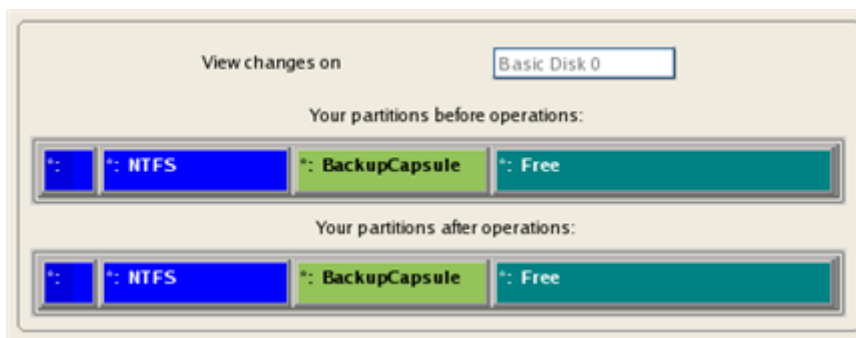 View changes on Basic Disk 0
Your partitions before operations:
*: *: NTFS *: BackupCapsule *: Free
Your partitions after operations:
*: *: NTFS *: BackupCapsule *: Free